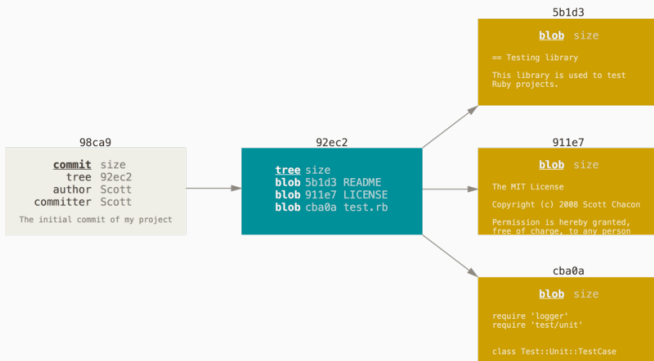 98ca9
commit size
tree 92ec2
author Scott
committer Scott
The initial commit of my project
92ec2
tree size
blob 5b1d3 README
blob 911e7 LICENSE
blob cba0a test.rb
5b1d3
blob size
== Testing library
This library is used to test
Ruby projects.
911e7
blob size
The MIT License
Copyright (c) 2008 Scott Chacon
Permission is hereby granted,
free of charge, to any person
cba0a
blob size
require 'logger'
require 'test/unit'
class Test::Unit::TestCase